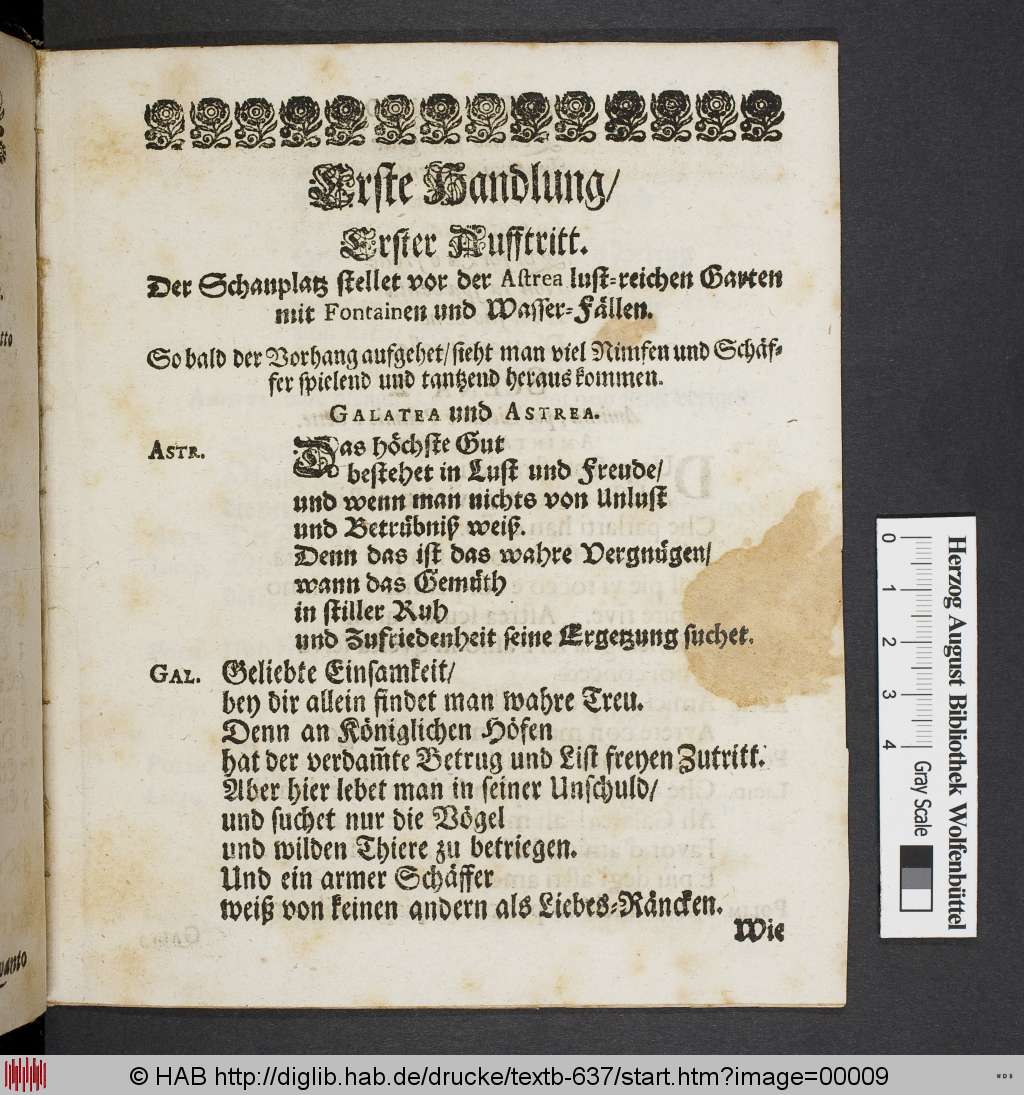 Erste Handlung/
Erster Aufftritt.
Der Schauplatz stellet vor der Astrea lust-reichen Garten
mit Fontainen und Wasser-Fällen.
So bald der Vorhang aufgehet/ sieht man viel Nimfen und Schäf-
fer spielend und tantzend heraus kommen.
GALATEA und ASTREA.
ASTR. Das höchste Gut
bestehet in Lust und Freude/
und wenn man nichts von Unlust
und Betrübniß weiß.
Denn das ist das wahre Vergnügen/
wann das Gemüth
in stiller Ruh
und Zufriedenheit seine Ergetzung suchet.
GAL. Geliebte Einsamkeit/
bey dir allein findet man wahre Treu.
Denn an Königlichen Höfen
hat der verdam̅te Betrug und List freyen Zutritt.
Aber hier lebet man in seiner Unschuld/
und suchet nur die Vögel
und wilden Thiere zu betriegen.
Und ein armer Schäffer
weiß von keinen andern als Liebes-Räncken.
Wie
0
1
2
3
4
Gray Scale
Herzog August Bibliothek Wolfenbüttel
© HAB http://diglib.hab.de/drucke/textb-637/start.htm?image=00009